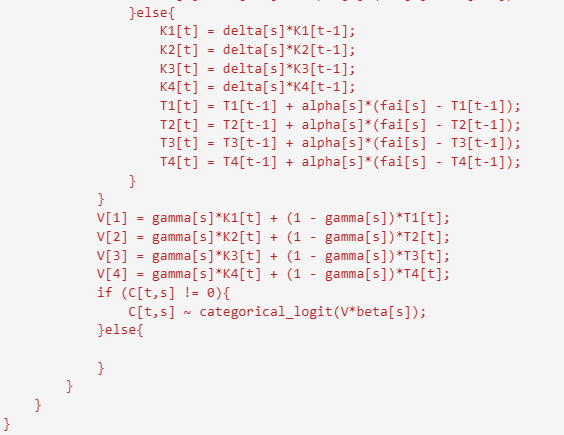 }else{
K1[t] = delta[s]*K1[t-1];
K2[t] = delta[s]*K2[t-1];
K3[t] = delta[s]*K3[t-1];
K4[t] = delta[s]*K4[t-1];
T1[t] = T1[t-1] + alpha[s]*(fai[s] - T1[t-1]);
T2[t] = T2[t-1] + alpha[s]*(fai[s] - T2[t-1]);
T3[t] = T3[t-1] + alpha[s]*(fai[s] - T3[t-1]);
T4[t] = T4[t-1] + alpha[s]*(fai[s] - T4[t-1]);
}
}
V[1] = gamma[s]*K1[t] + (1 - gamma[s])*T1[t];
V[2] = gamma[s]*K2[t] + (1 - gamma[s])*T2[t];
V[3] = gamma[s]*K3[t] + (1 - gamma[s])*T3[t];
V[4] = gamma[s]*K4[t] + (1 - gamma[s])*T4[t];
if (C[t,s] != 0){
C[t,s] ~ categorical_logit(V*beta[s]);
}else{
}
}
}
}